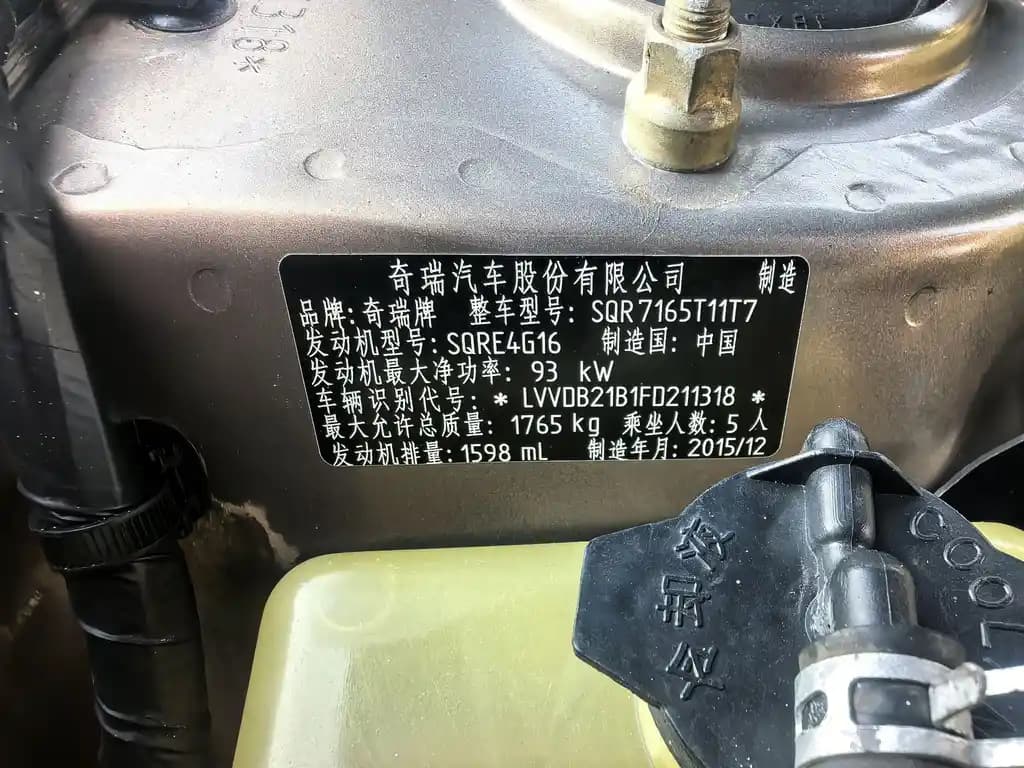 318*
奇瑞汽车股份有限公司 制造
品牌: 奇瑞牌 整车型号: SQR7165T11T7
发动机型号: SQRE4G16 制造国: 中国
发动机最大净功率: 93 kW
车辆识别代号: * LVVDB21B1FD211318 *
最大允许总质量: 1765 kg 乘坐人数: 5 人
发动机排量: 1598 mL 制造年月: 2015/12
冷却液
COOL